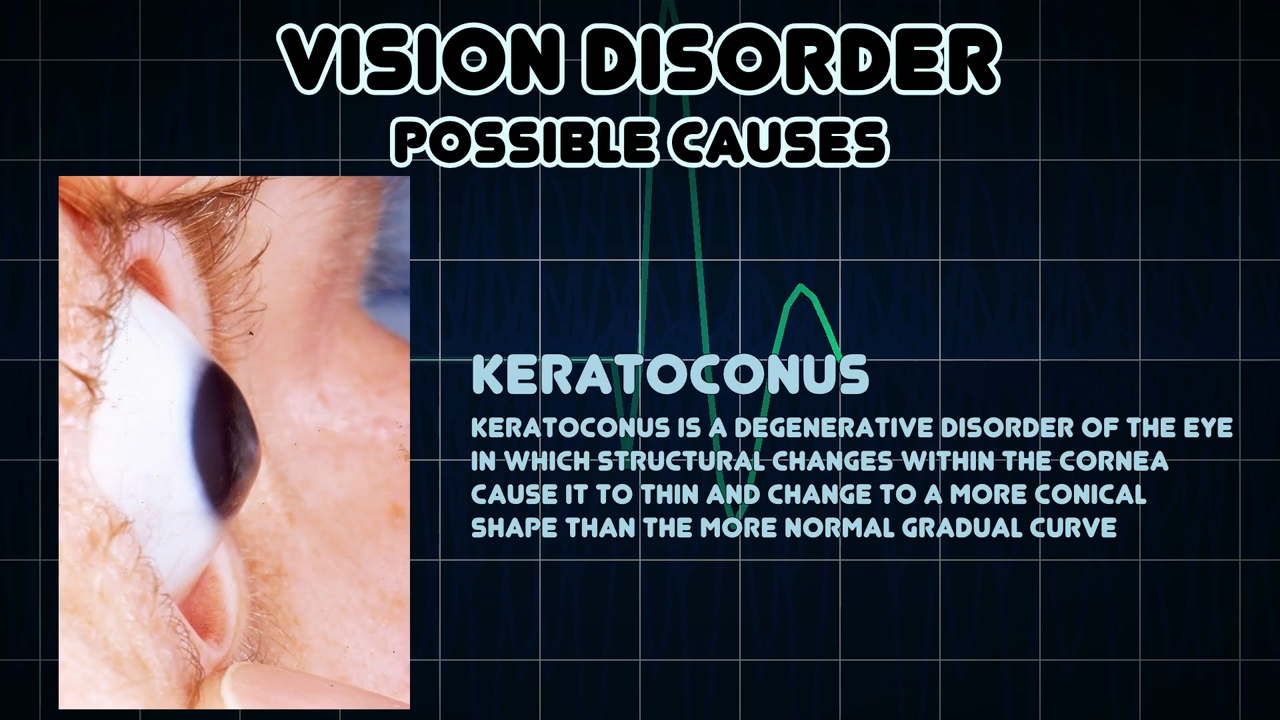 VISION DISORDER
POSSIBLE CAUSES
KERATOCONUS
KERATOCONUS IS A DEGENERATIVE DISORDER OF THE EYE
IN WHICH STRUCTURAL CHANGES WITHIN THE CORNEA
CAUSE IT TO THIN AND CHANGE TO A MORE CONICAL
SHAPE THAN THE MORE NORMAL GRADUAL CURVE